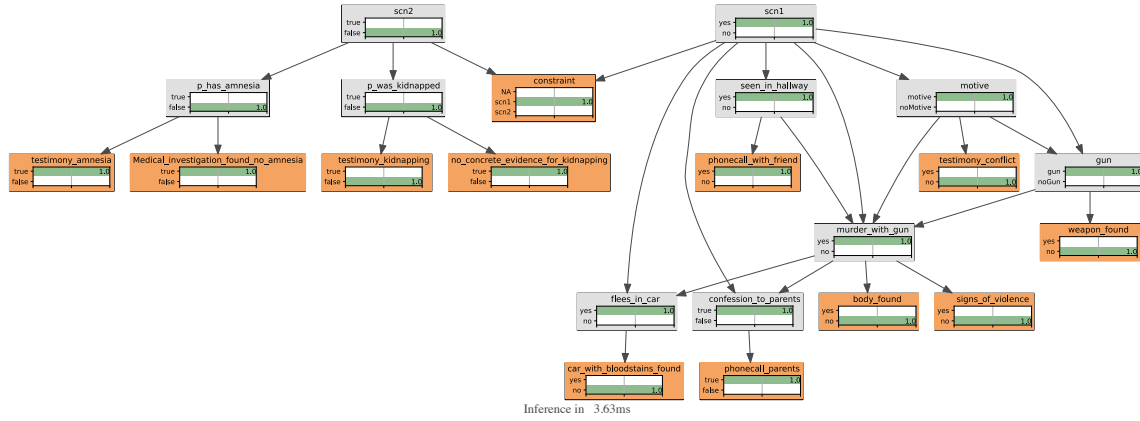 scn2
true
false 1.0
scn1
yes 1.0
no
p_has_amnesia
true
false 1.0
p_was_kidnapped
true
false 1.0
constraint
NA
scn1 1.0
scn2
seen_in_hallway
yes 1.0
no
motive
motive 1.0
noMotive
testimony_amnesia
true 1.0
false
Medical_investigation_found_no_amnesia
true 1.0
false
testimony_kidnapping
true
false 1.0
no_concrete_evidence_for_kidnapping
true 1.0
false
phonecall_with_friend
yes 1.0
no
testimony_conflict
yes
no 1.0
gun
gun 1.0
noGun
murder_with_gun
yes 1.0
no
weapon_found
yes
no 1.0
flees_in_car
yes 1.0
no
confession_to_parents
true 1.0
false
body_found
yes
no 1.0
signs_of_violence
yes
no 1.0
car_with_bloodstains_found
yes
no 1.0
phonecall_parents
true 1.0
false
Inference in 3.63ms